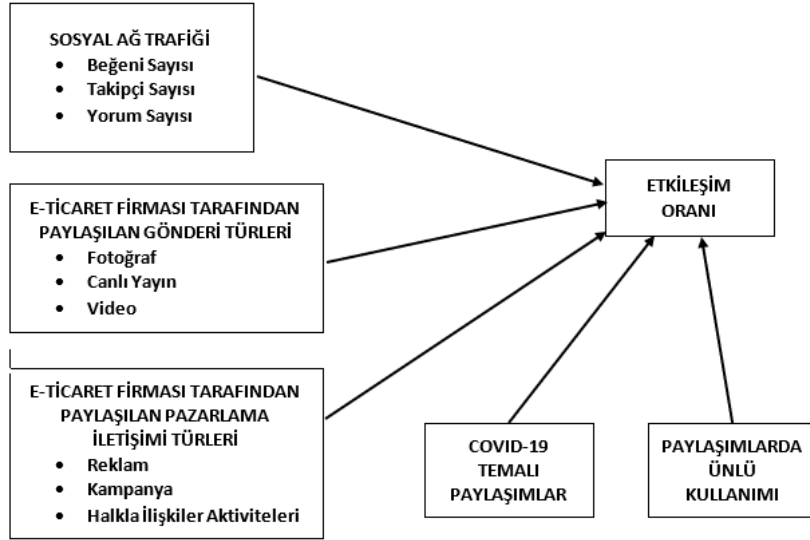 SOSYAL AĞ TRAFİĞİ
• Beğeni Sayısı
• Takipçi Sayısı
• Yorum Sayısı
E-TİCARET FİRMASI TARAFINDAN
PAYLAŞILAN GÖNDERİ TÜRLERİ
• Fotoğraf
• Canlı Yayın
• Video
E-TİCARET FİRMASI TARAFINDAN
PAYLAŞILAN PAZARLAMA
İLETİŞİMİ TÜRLERİ
• Reklam
• Kampanya
• Halkla İlişkiler Aktiviteleri
ETKİLEŞİM
ORANI
COVID-19
TEMALI
PAYLAŞIMLAR
PAYLAŞIMLARDA
ÜNLÜ
KULLANIMI